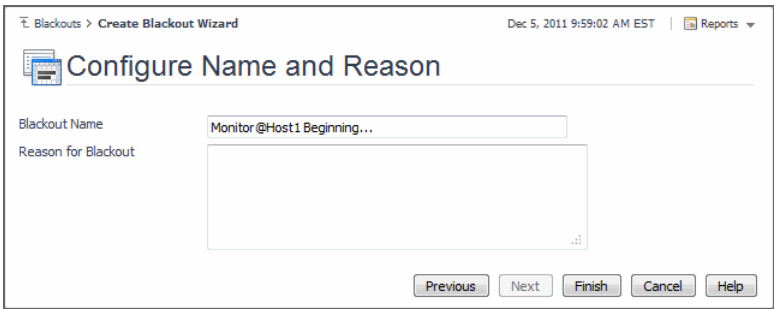 Blackouts > Create Blackout Wizard
Dec 5, 2011 9:59:02 AM EST | Reports
Configure Name and Reason
Blackout Name
Monitor@Host1 Beginning...
Reason for Blackout
Previous Next Finish Cancel Help